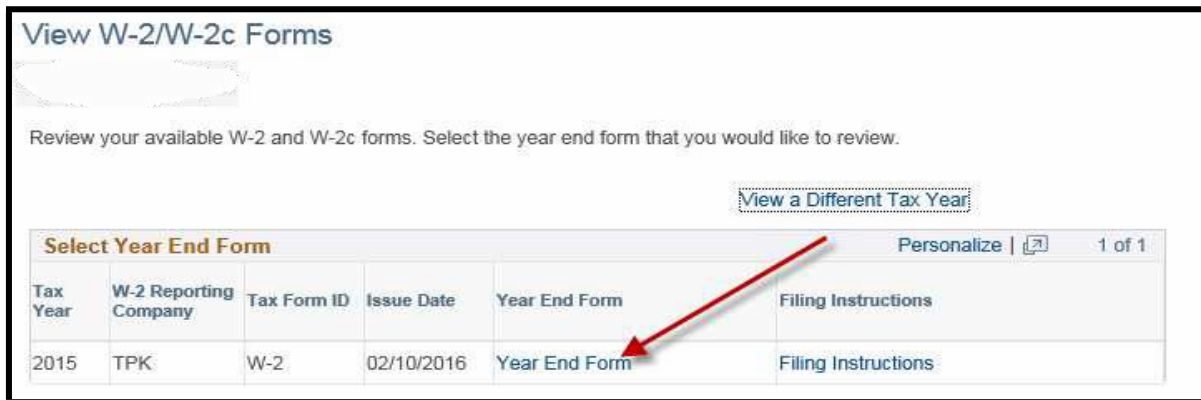 View W-2/W-2c Forms
Review your available W-2 and W-2c forms. Select the year end form that you would like to review.
View a Different Tax Year
Select Year End Form Personalize | 1 of 1
Tax Year W-2 Reporting Company Tax Form ID Issue Date Year End Form Filing Instructions
2015 TPK W-2 02/10/2016 Year End Form Filing Instructions